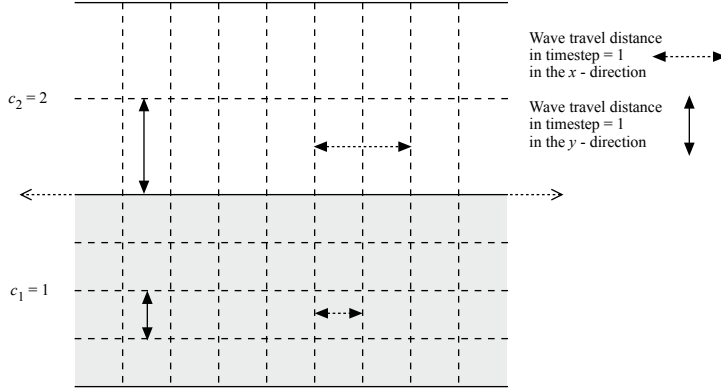 Wave travel distance
in timestep = 1
in the x - direction
c₂ = 2
Wave travel distance
in timestep = 1
in the y - direction
c₁ = 1